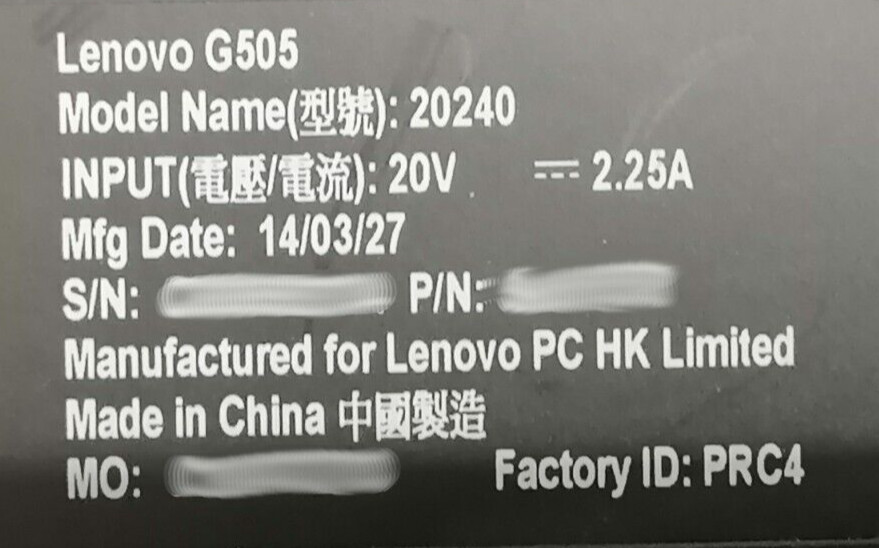 Lenovo G505
Model Name(型號): 20240
INPUT(電壓/電流): 20V ⎓ 2.25A
Mfg Date: 14/03/27
S/N: P/N:
Manufactured for Lenovo PC HK Limited
Made in China 中國製造
MO: Factory ID: PRC4